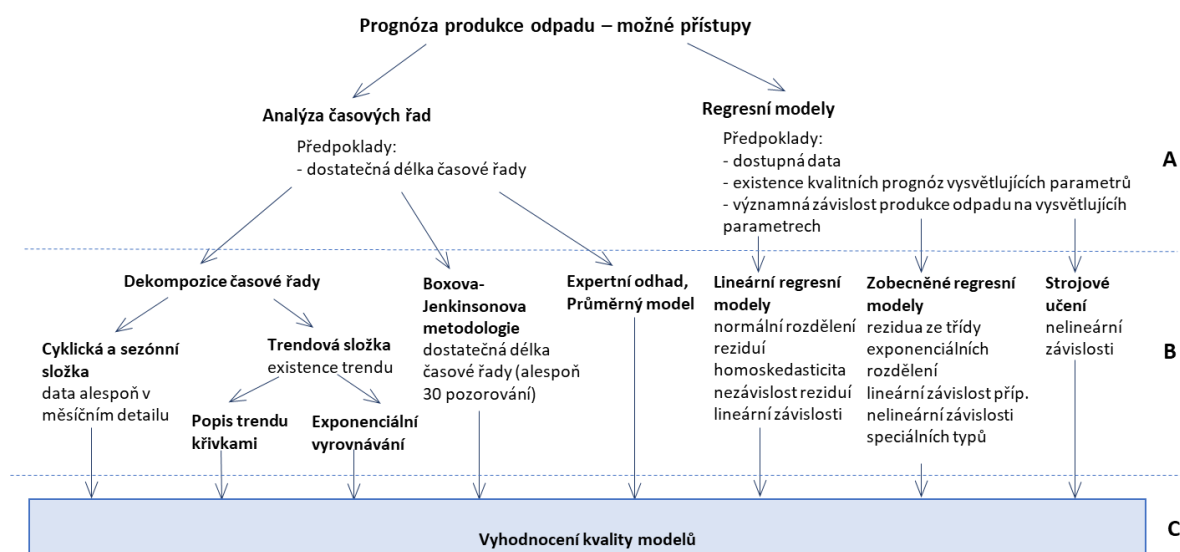 Prognóza produkce odpadu – možné přístupy
Analýza časových řad
Předpoklady:
- dostatečná délka časové řady
Regresní modely
Předpoklady:
- dostupná data
- existence kvalitních prognóz vysvětlujících parametrů
- významná závislost produkce odpadu na vysvětlujícíh
parametrech
A
Dekompozice časové řady
Cyklická a sezónní
složka
data alespoň v
měsíčním detailu
Trendová složka
existence trendu
Popis trendu
křivkami
Exponenciální
vyrovnávání
Boxova-
Jenkinsonova
metodologie
dostatečná délka
časové řady (alespoň
30 pozorování)
Expertní odhad,
Průměrný model
Lineární regresní
modely
normální rozdělení
reziduí
homoskedasticita
nezávislost reziduí
lineární závislosti
Zobecněné regresní
modely
rezidua ze třídy
exponenciálních
rozdělení
lineární závislost příp.
nelineární závislosti
speciálních typů
Strojové
učení
nelineární
závislosti
B
Vyhodnocení kvality modelů
C